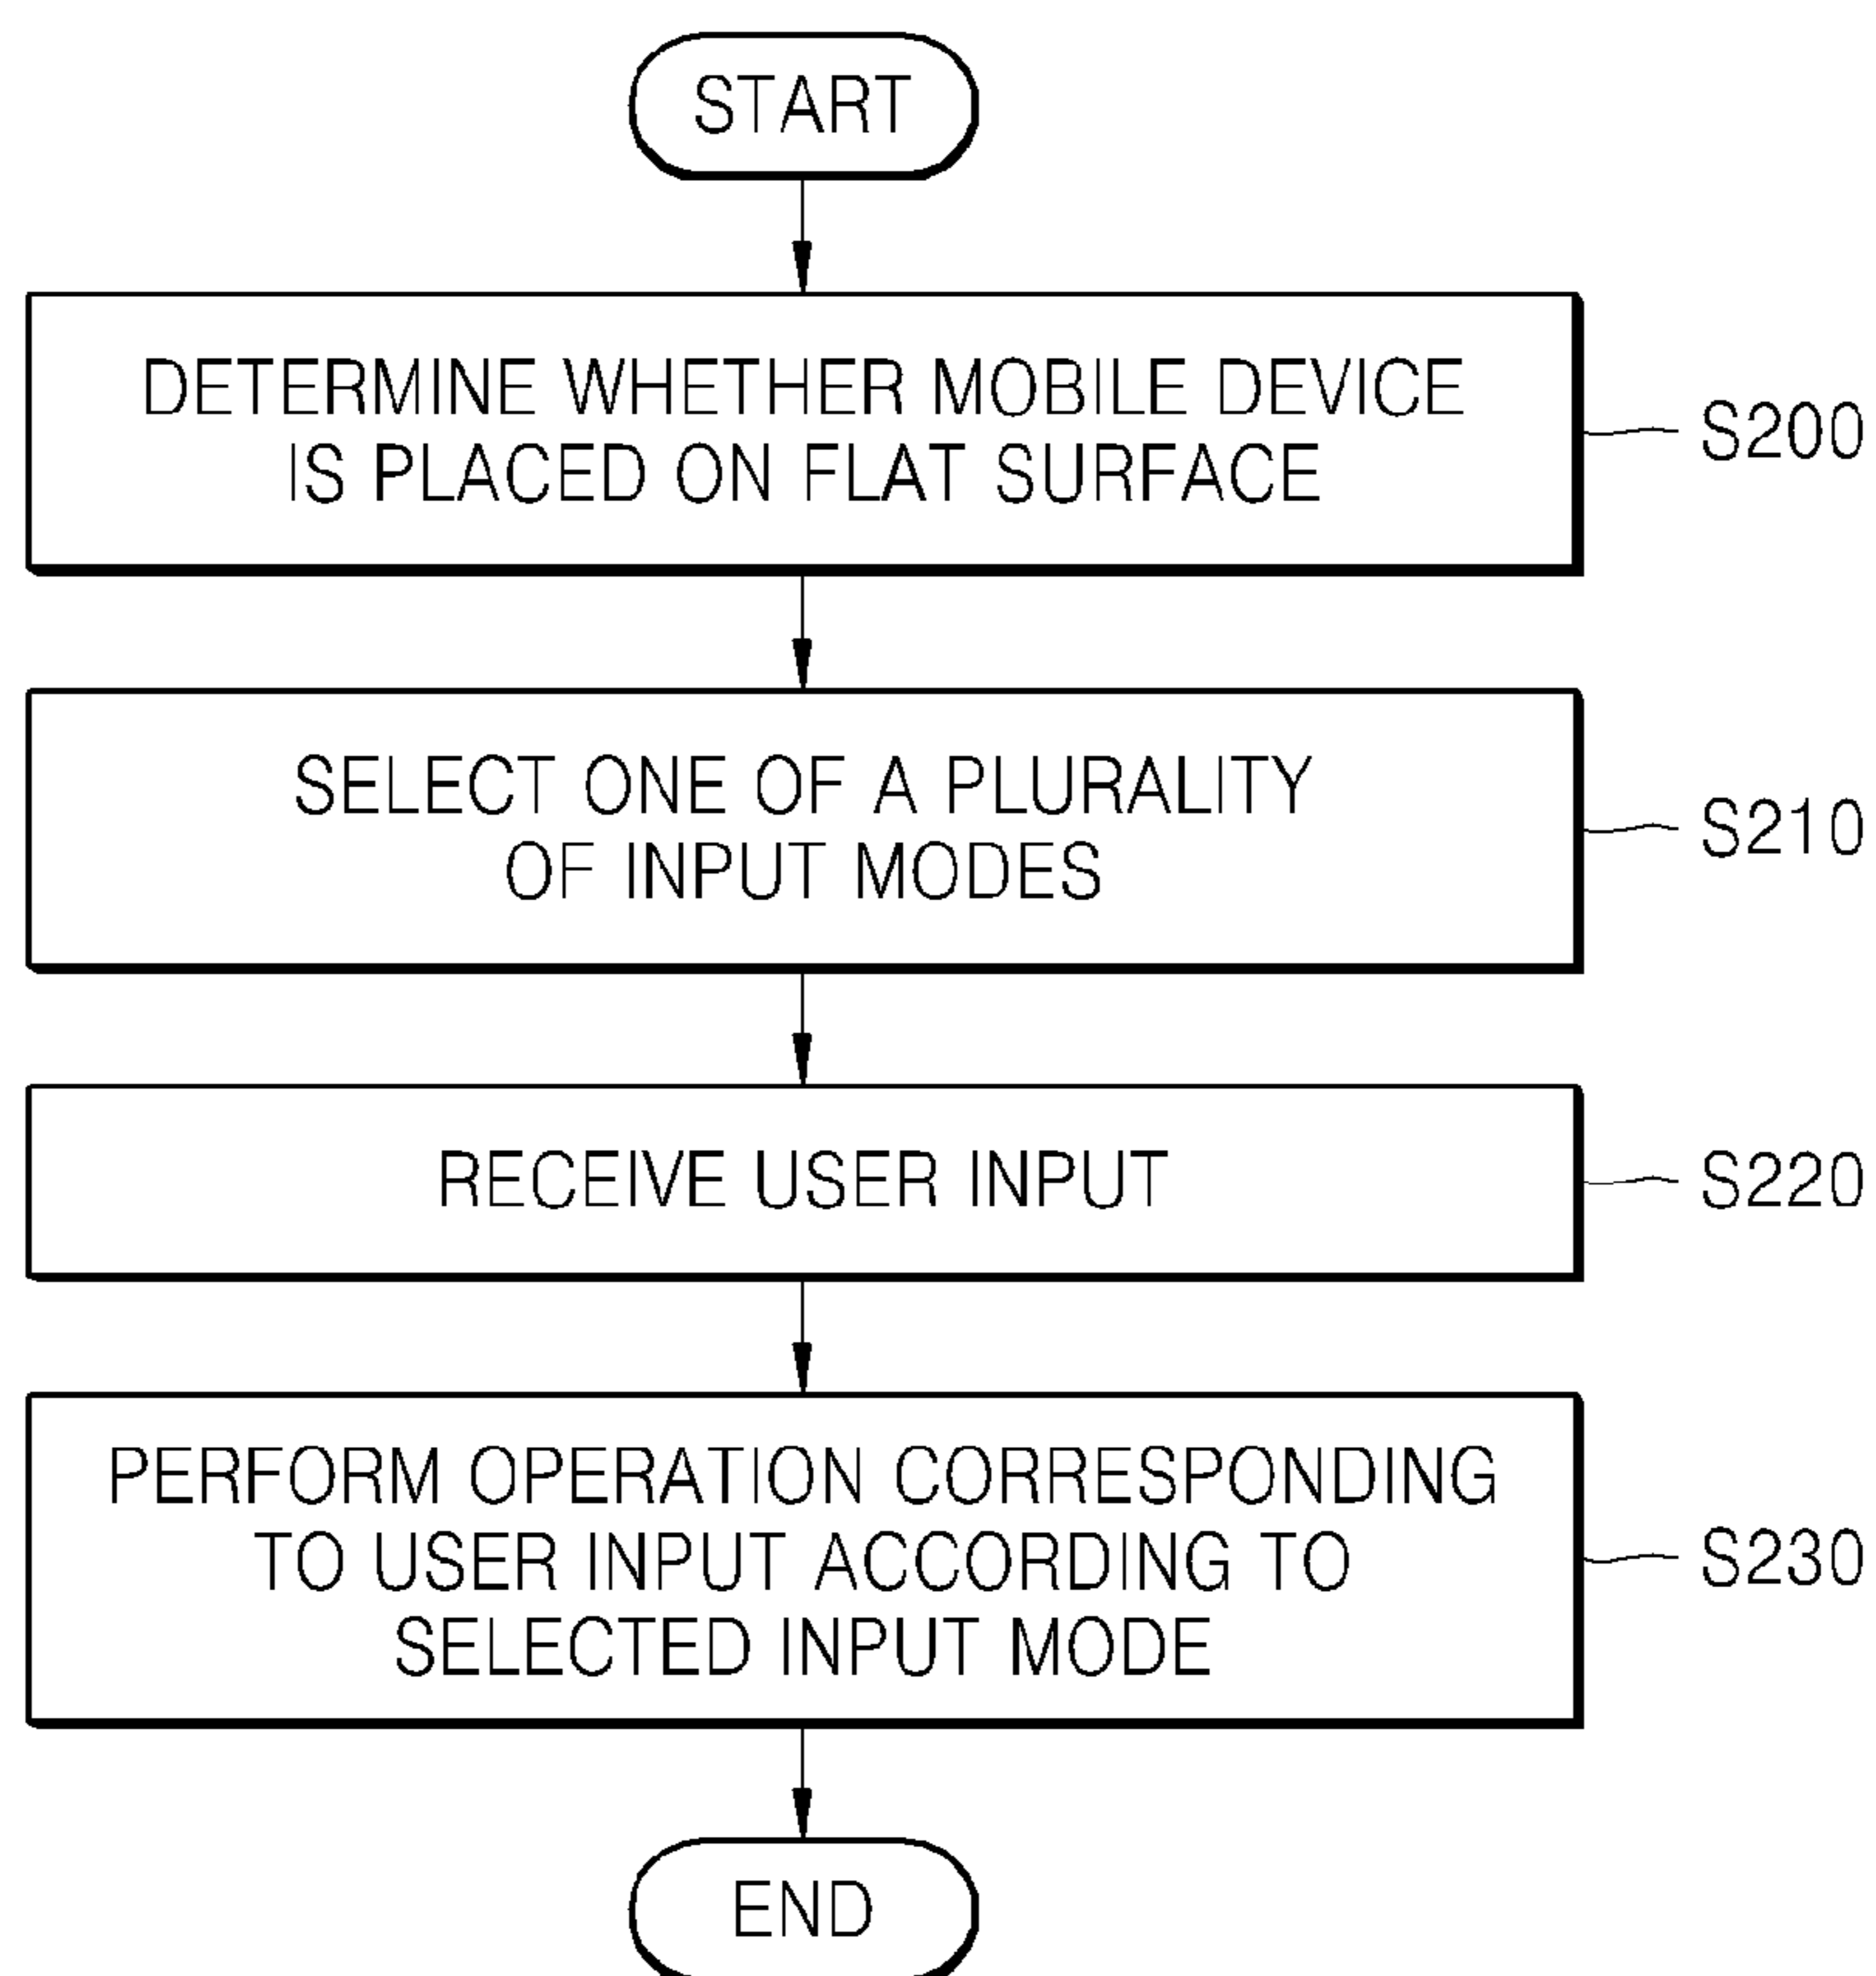 START
DETERMINE WHETHER MOBILE DEVICE
IS PLACED ON FLAT SURFACE
S200
SELECT ONE OF A PLURALITY
OF INPUT MODES
S210
RECEIVE USER INPUT
S220
PERFORM OPERATION CORRESPONDING
TO USER INPUT ACCORDING TO
SELECTED INPUT MODE
S230
END